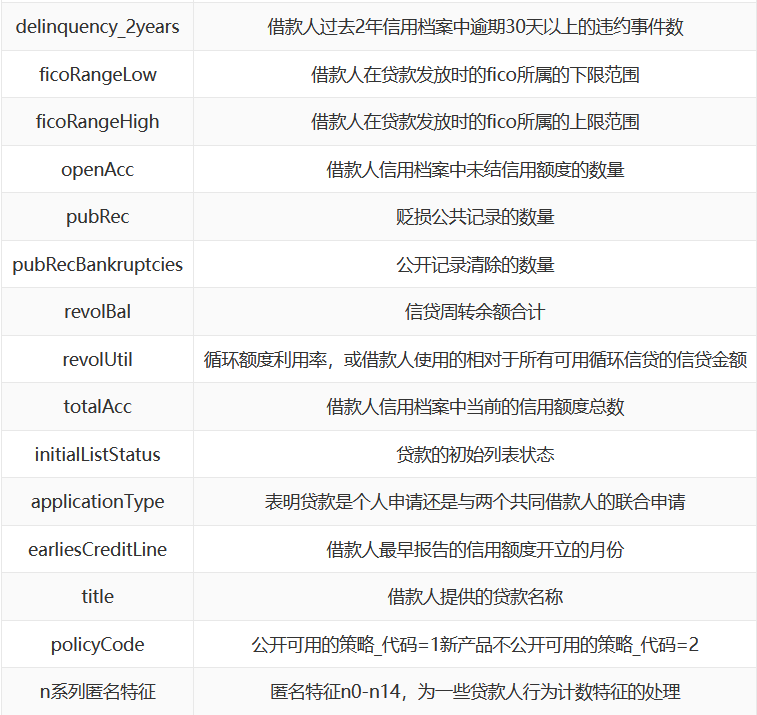 delinquency_2years 借款人过去2年信用档案中逾期30天以上的违约事件数
ficoRangeLow 借款人在贷款发放时的fico所属的下限范围
ficoRangeHigh 借款人在贷款发放时的fico所属的上限范围
openAcc 借款人信用档案中未结信用额度的数量
pubRec 贬损公共记录的数量
pubRecBankruptcies 公开记录清除的数量
revolBal 信贷周转余额合计
revolUtil 循环额度利用率，或借款人使用的相对于所有可用循环信贷的信贷金额
totalAcc 借款人信用档案中当前的信用额度总数
initialListStatus 贷款的初始列表状态
applicationType 表明贷款是个人申请还是与两个共同借款人的联合申请
earliesCreditLine 借款人最早报告的信用额度开立的月份
title 借款人提供的贷款名称
policyCode 公开可用的策略_代码=1新产品不公开可用的策略_代码=2
n系列匿名特征 匿名特征n0-n14，为一些贷款人行为计数特征的处理